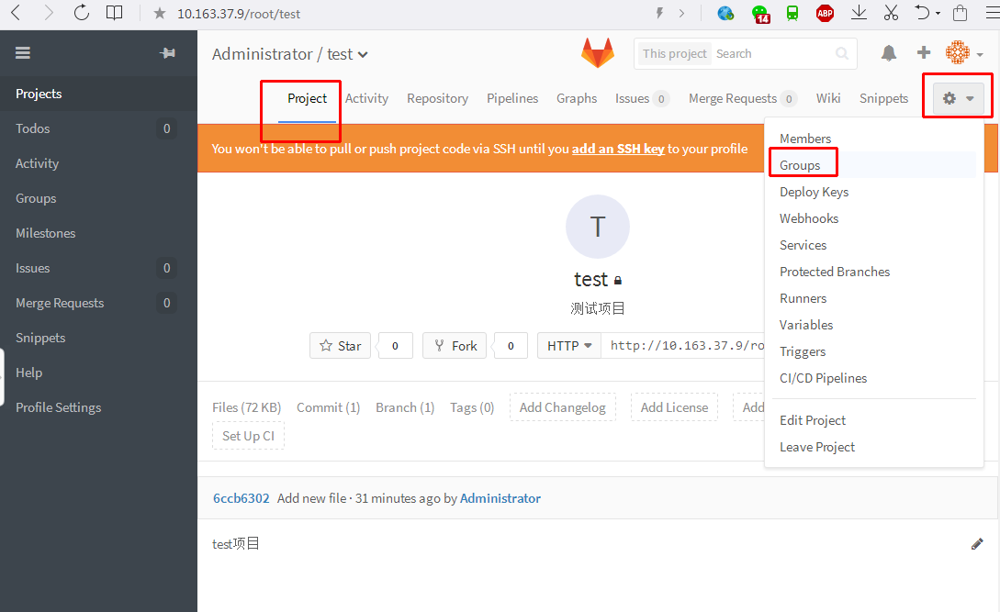 10.163.37.9/root/test
14
ABP
Administrator / test
This project Search
Project Activity Repository Pipelines Graphs Issues 0 Merge Requests 0 Wiki Snippets
Projects
Todos 0
Activity
Groups
Milestones
Issues 0
Merge Requests 0
Snippets
Help
Profile Settings
You won't be able to pull or push project code via SSH until you add an SSH key to your profile
Members
Groups
Deploy Keys
Webhooks
Services
Protected Branches
Runners
Variables
Triggers
CI/CD Pipelines
Edit Project
Leave Project
T
test
测试项目
Star 0 Fork 0 HTTP http://10.163.37.9/ro
Files (72 KB) Commit (1) Branch (1) Tags (0) Add Changelog Add License Add
Set Up CI
6ccb6302 Add new file · 31 minutes ago by Administrator
test项目